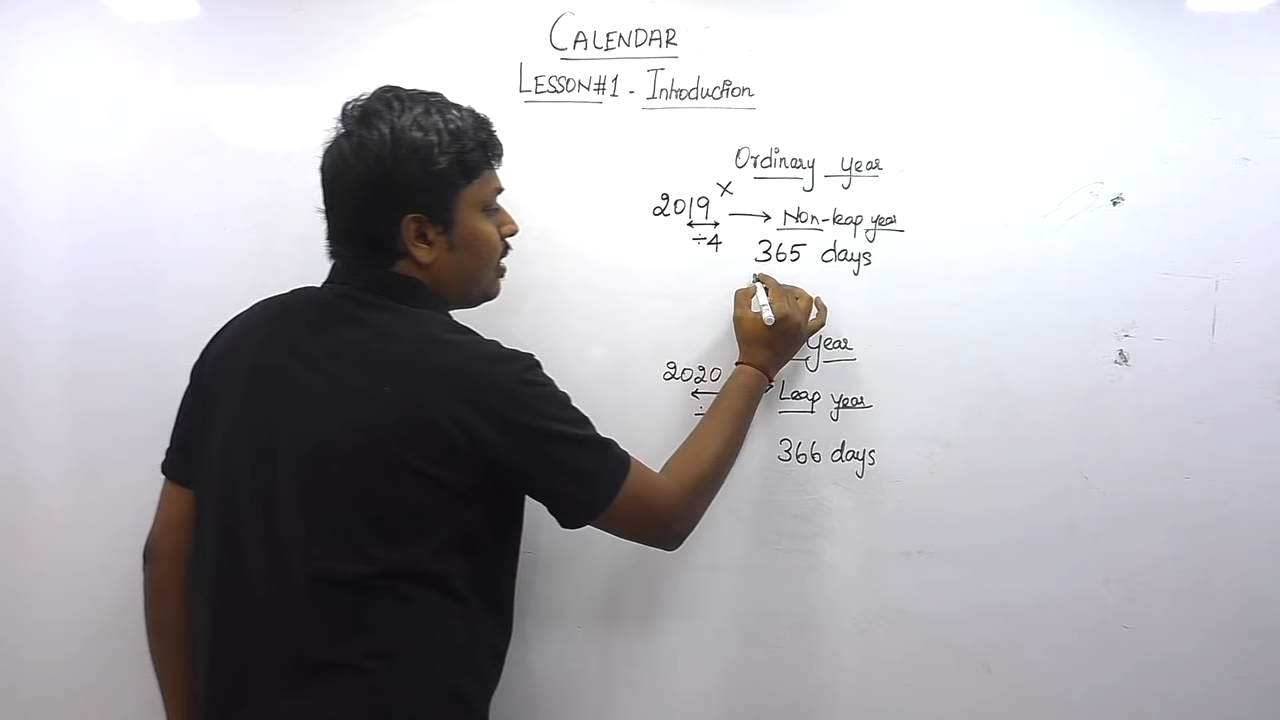 CALENDAR
LESSON#1 - Introduction
Ordinary year
2019 × → Non-leap year
÷4
365 days
Year
2020 Leap year
÷
366 days